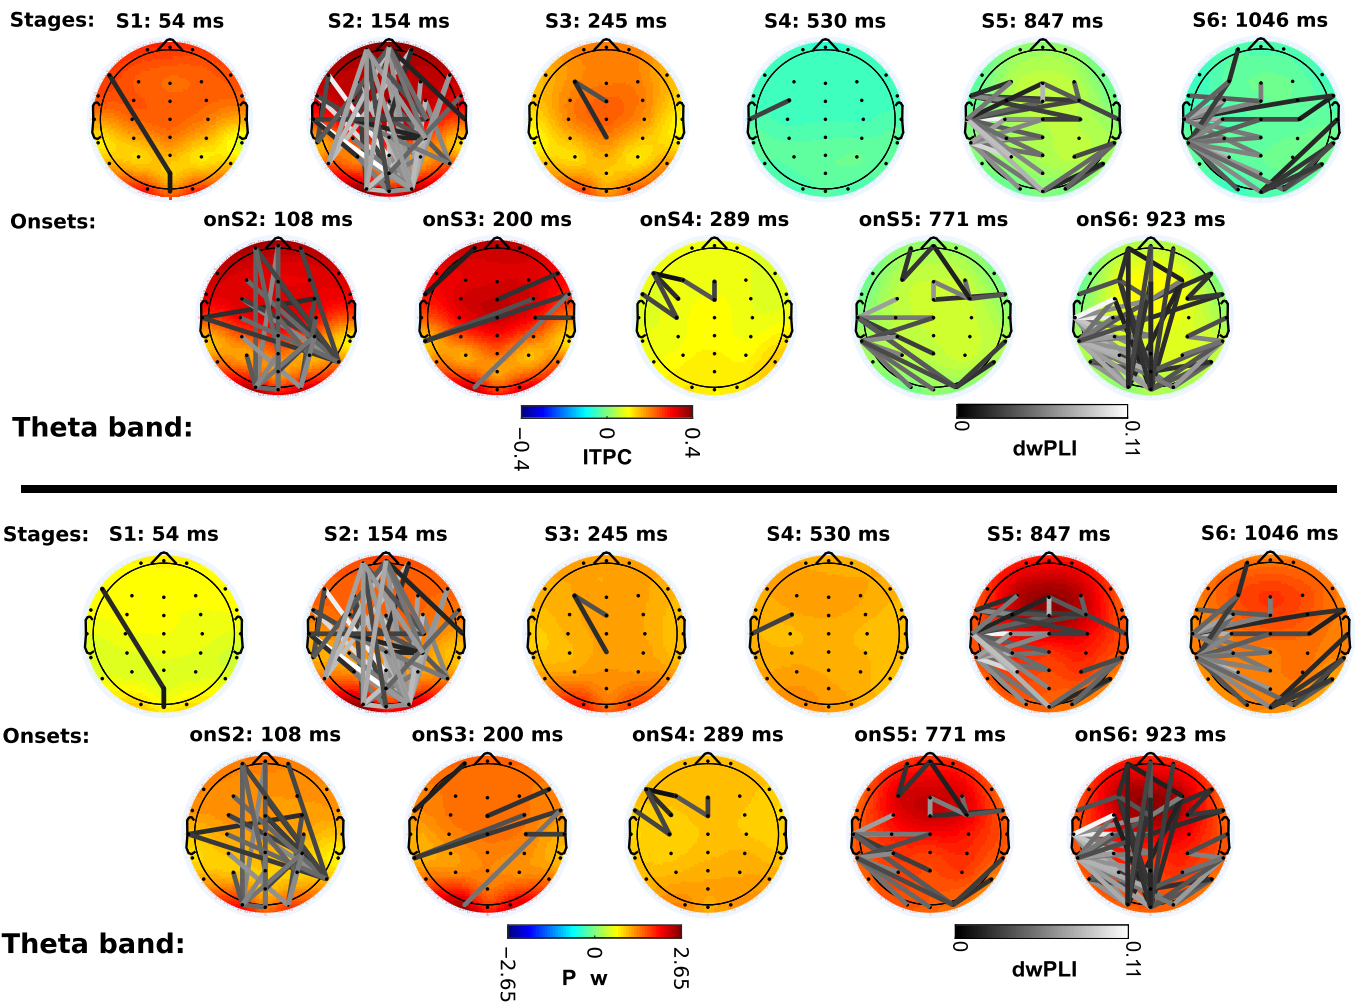 Stages: S1: 54 ms S2: 154 ms S3: 245 ms S4: 530 ms S5: 847 ms S6: 1046 ms
Onsets: onS2: 108 ms onS3: 200 ms onS4: 289 ms onS5: 771 ms onS6: 923 ms
Theta band:
−0.4 0 0.4
ITPC
0 0.11
dwPLI
Stages: S1: 54 ms S2: 154 ms S3: 245 ms S4: 530 ms S5: 847 ms S6: 1046 ms
Onsets: onS2: 108 ms onS3: 200 ms onS4: 289 ms onS5: 771 ms onS6: 923 ms
Theta band:
−2.65 0 2.65
P w
0 0.11
dwPLI